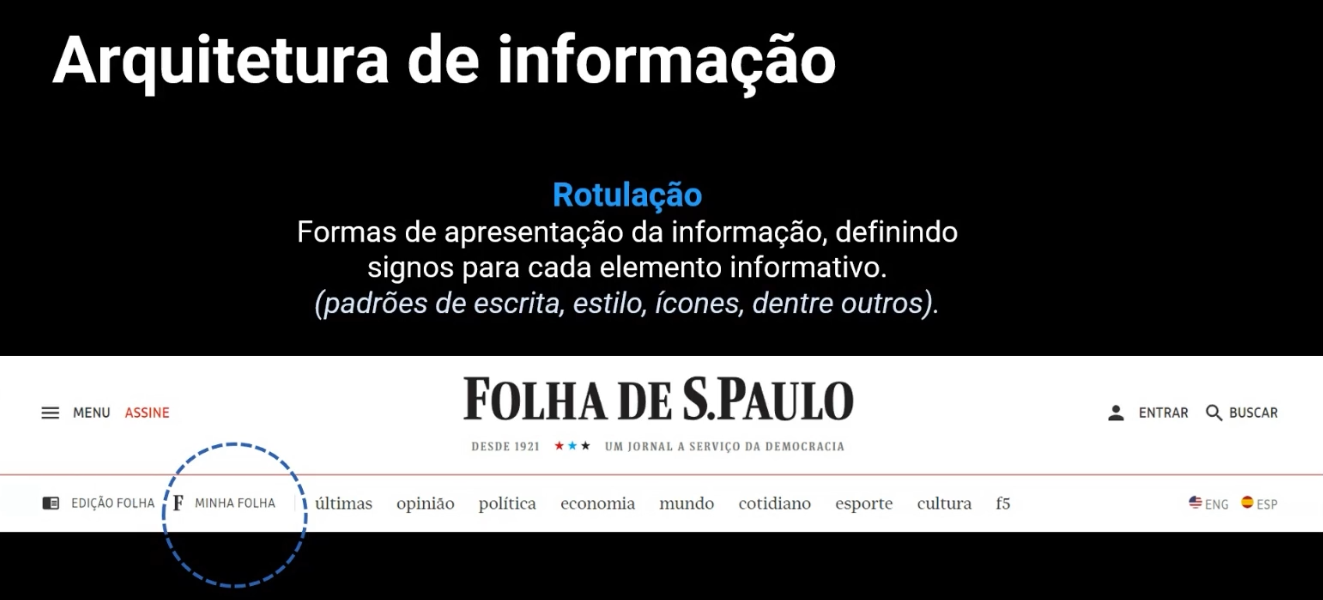 Arquitetura de informação
Rotulação
Formas de apresentação da informação, definindo
signos para cada elemento informativo.
(padrões de escrita, estilo, ícones, dentre outros).
MENU ASSINE
FOLHA DE S.PAULO
ENTRAR BUSCAR
DESDE 1921 ★★★ UM JORNAL A SERVIÇO DA DEMOCRACIA
EDIÇÃO FOLHA F MINHA FOLHA últimas opinião política economia mundo cotidiano esporte cultura f5 ENG ESP